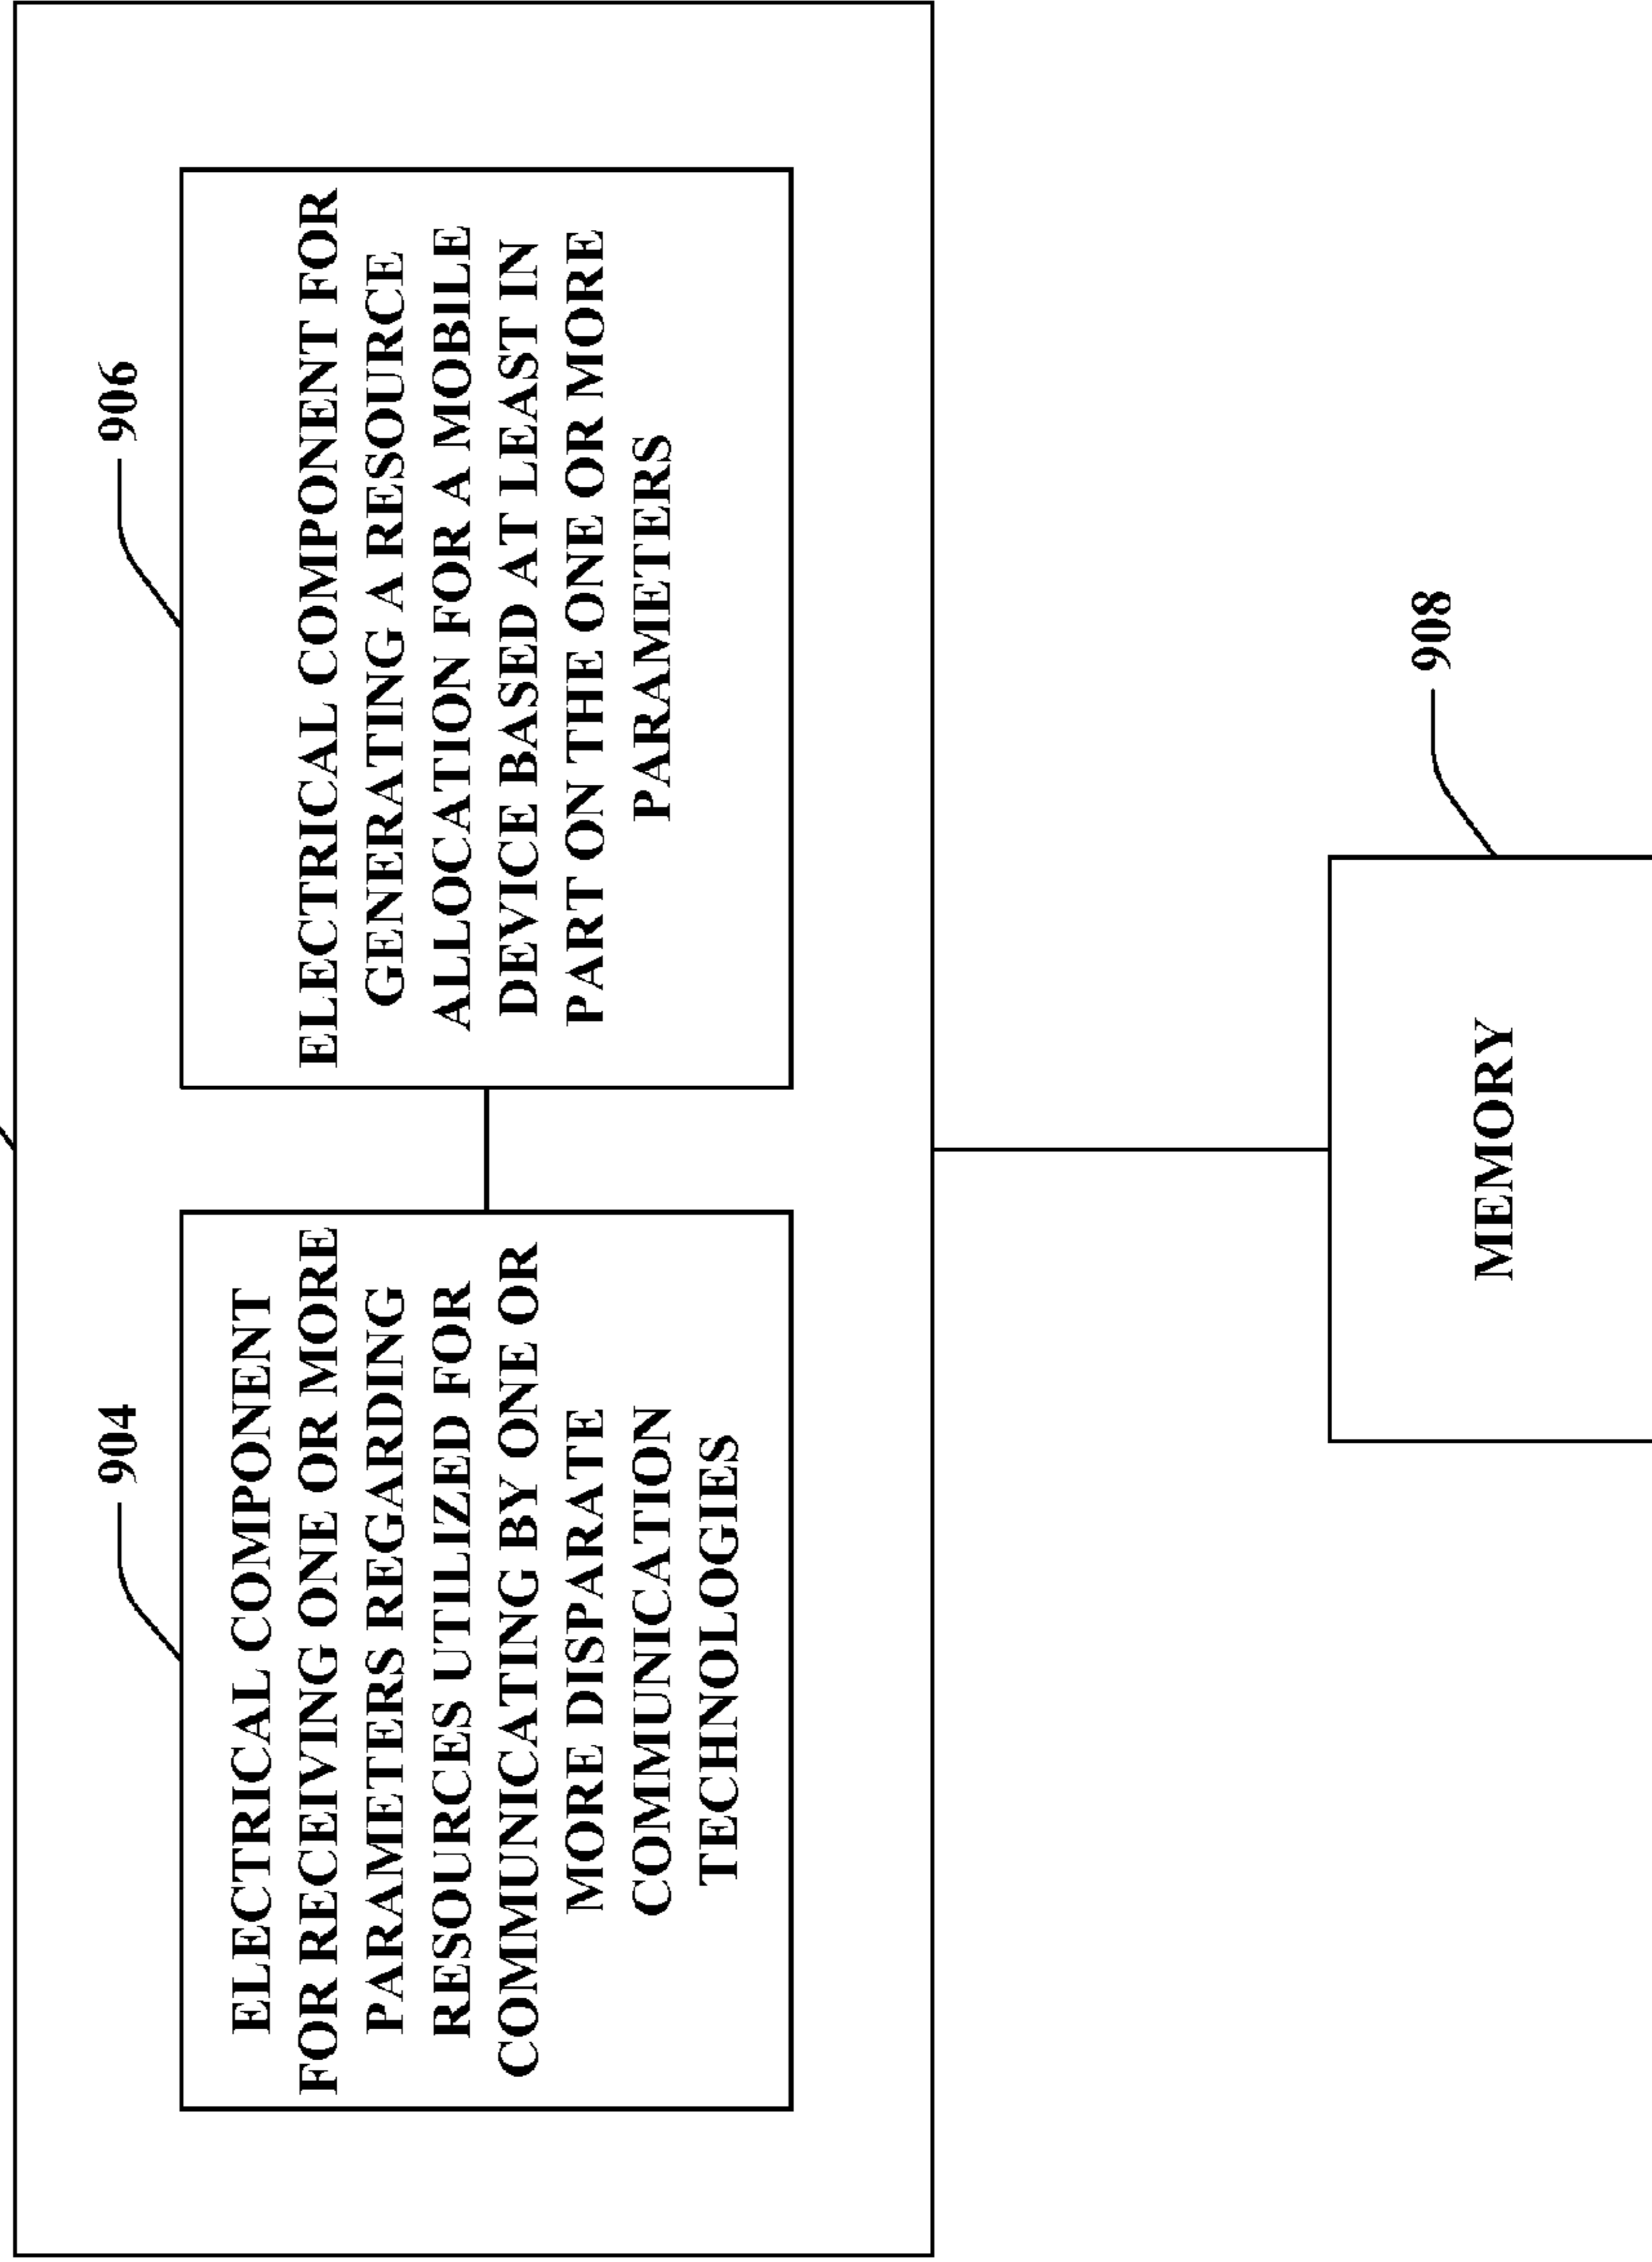 904
ELECTRICAL COMPONENT
FOR RECEIVING ONE OR MORE
PARAMETERS REGARDING
RESOURCES UTILIZED FOR
COMMUNICATING BY ONE OR
MORE DISPARATE
COMMUNICATION
TECHNOLOGIES
906
ELECTRICAL COMPONENT FOR
GENERATING A RESOURCE
ALLOCATION FOR A MOBILE
DEVICE BASED AT LEAST IN
PART ON THE ONE OR MORE
PARAMETERS
908
MEMORY